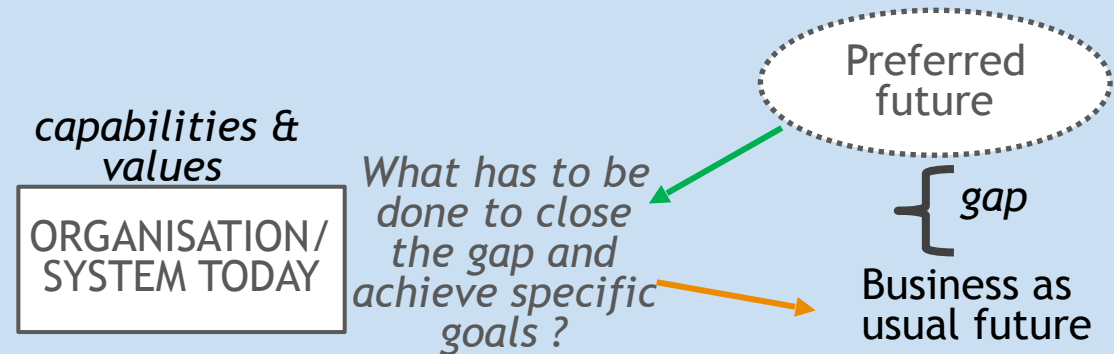 capabilities &
values
ORGANISATION/
SYSTEM TODAY
What has to be
done to close
the gap and
achieve specific
goals ?
Preferred
future
gap
Business as
usual future